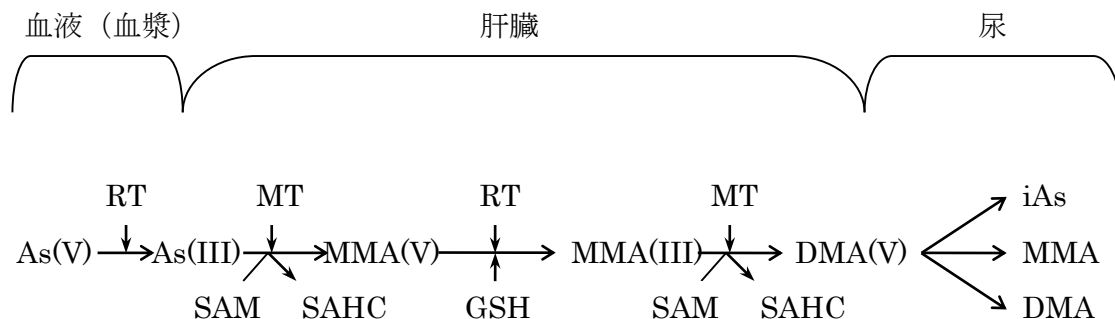 血液（血漿） 肝臓 尿
RT MT RT MT iAs
As(V) As(III) MMA(V) MMA(III) DMA(V) MMA
SAM SAHC GSH SAM SAHC DMA